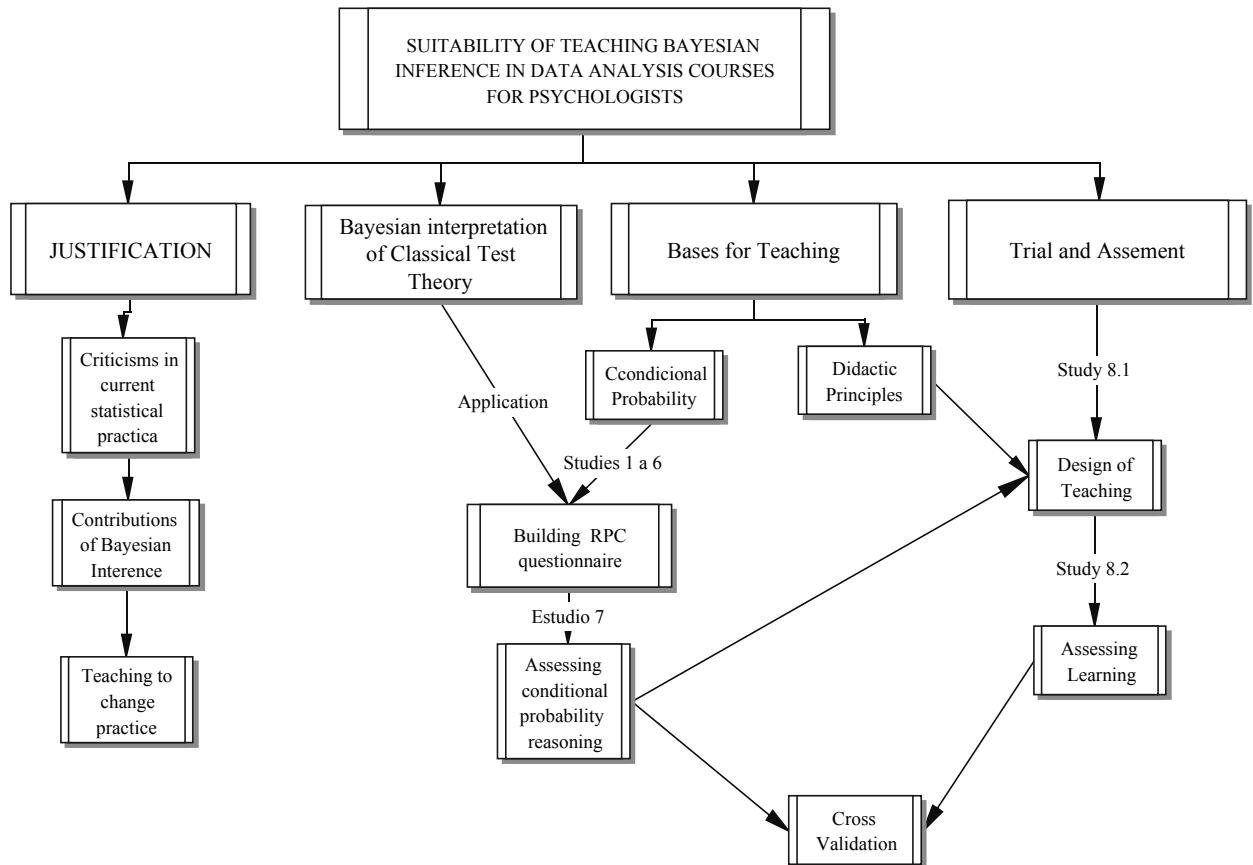 SUITABILITY OF TEACHING BAYESIAN
INFERENCE IN DATA ANALYSIS COURSES
FOR PSYCHOLOGISTS
JUSTIFICATION
Bayesian interpretation
of Classical Test
Theory
Bases for Teaching
Trial and Assement
Criticisms in
current
statistical
practica
Ccondicional
Probability
Didactic
Principles
Study 8.1
Application
Studies 1 a 6
Design of
Teaching
Contributions
of Bayesian
Interence
Building RPC
questionnaire
Study 8.2
Estudio 7
Teaching to
change
practice
Assessing
conditional
probability
reasoning
Assessing
Learning
Cross
Validation